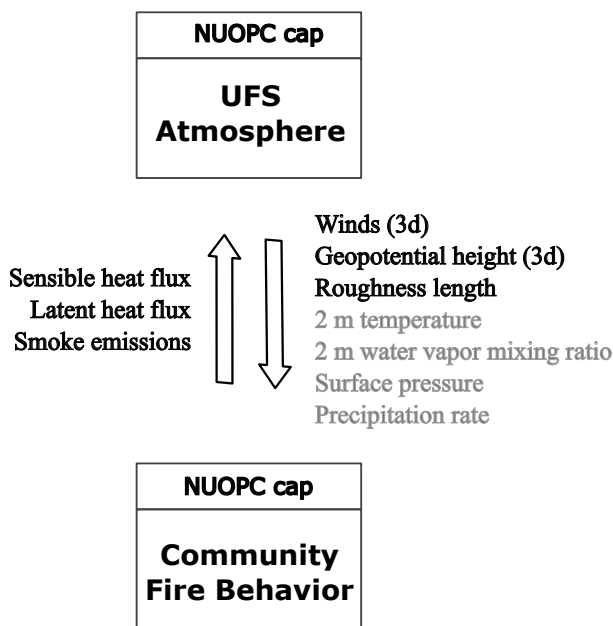 NUOPC cap
UFS
Atmosphere
Sensible heat flux
Latent heat flux
Smoke emissions
Winds (3d)
Geopotential height (3d)
Roughness length
2 m temperature
2 m water vapor mixing ratio
Surface pressure
Precipitation rate
NUOPC cap
Community
Fire Behavior